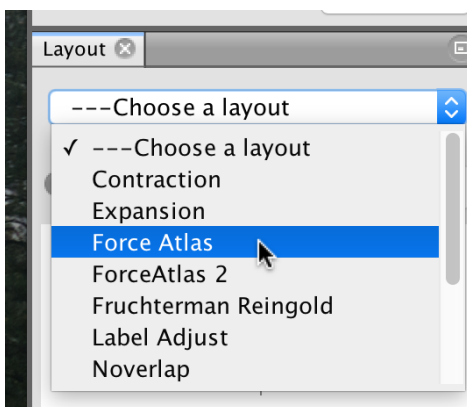 Layout
---Choose a layout
✓ ---Choose a layout
Contraction
Expansion
Force Atlas
ForceAtlas 2
Fruchterman Reingold
Label Adjust
Noverlap